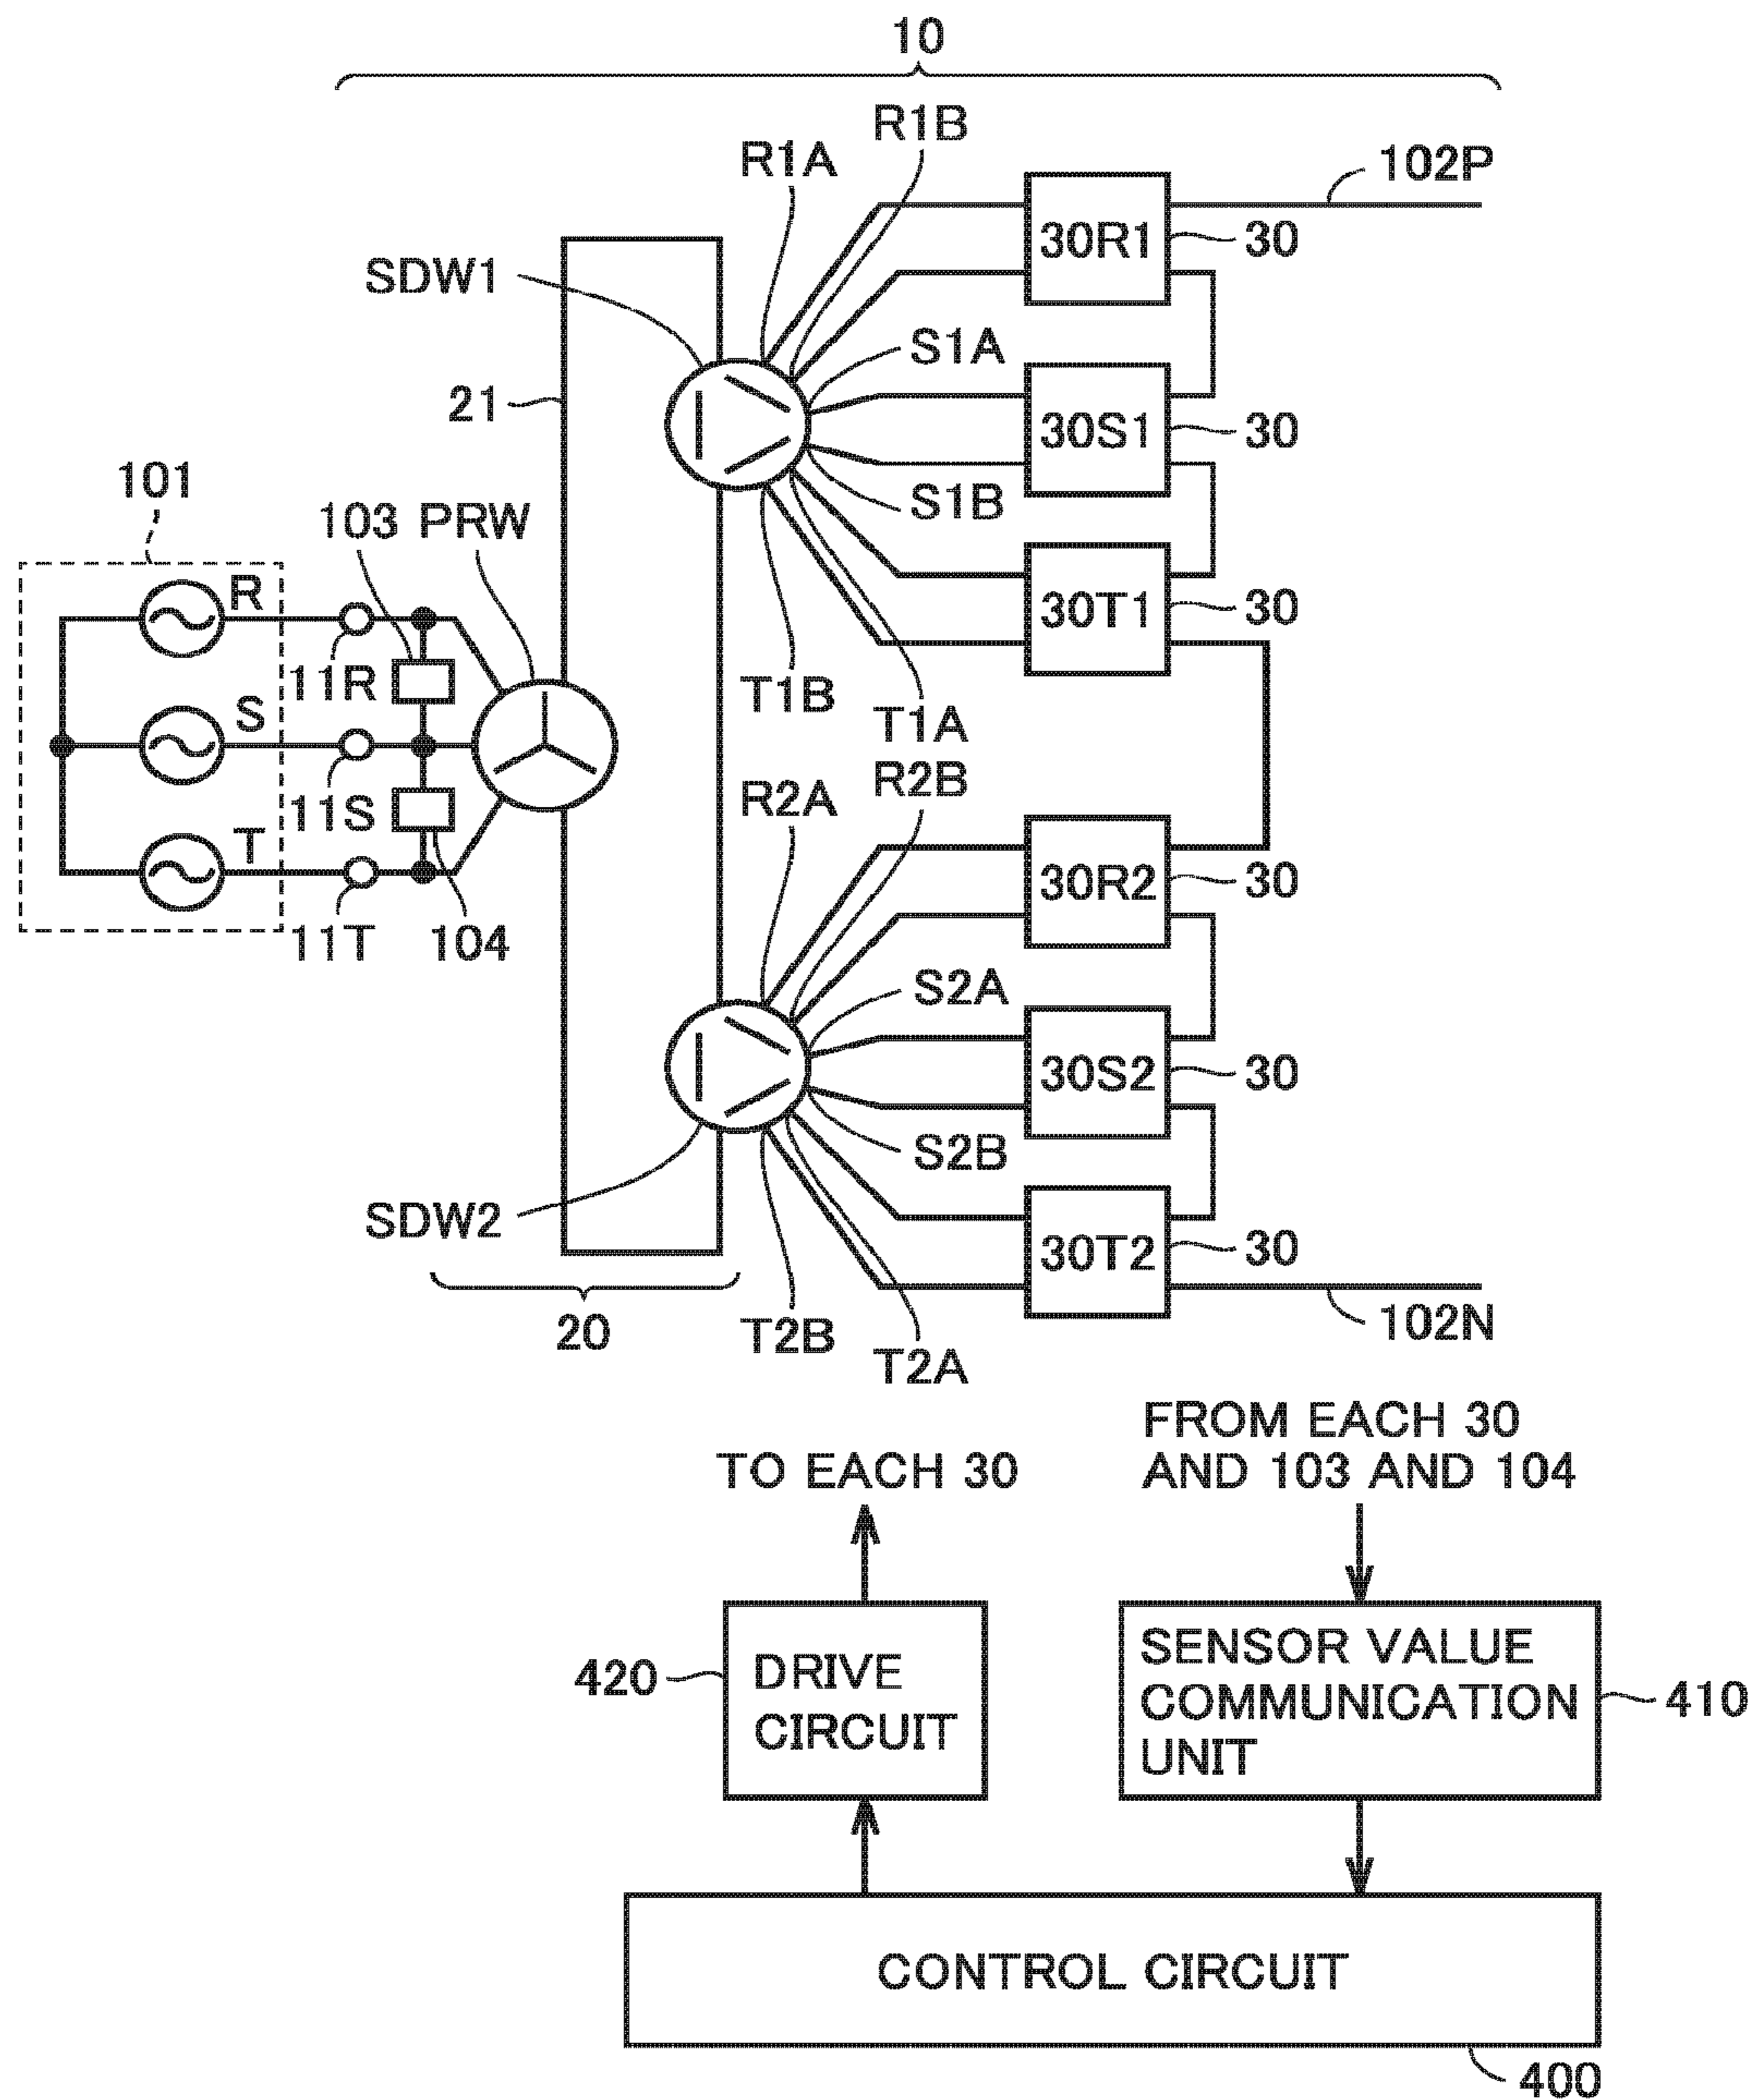 10
R1B
R1A
102P
30R1
30
SDW1
S1A
21
30S1
30
101
103 PRW
S1B
R
30T1
30
11R
T1B
S
T1A
R2B
R2A
11S
T
30R2
30
11T
104
S2A
30S2
30
S2B
SDW2
30T2
30
20
102N
T2B
T2A
FROM EACH 30
TO EACH 30
AND 103 AND 104
SENSOR VALUE
420
DRIVE
COMMUNICATION
410
CIRCUIT
UNIT
CONTROL CIRCUIT
400